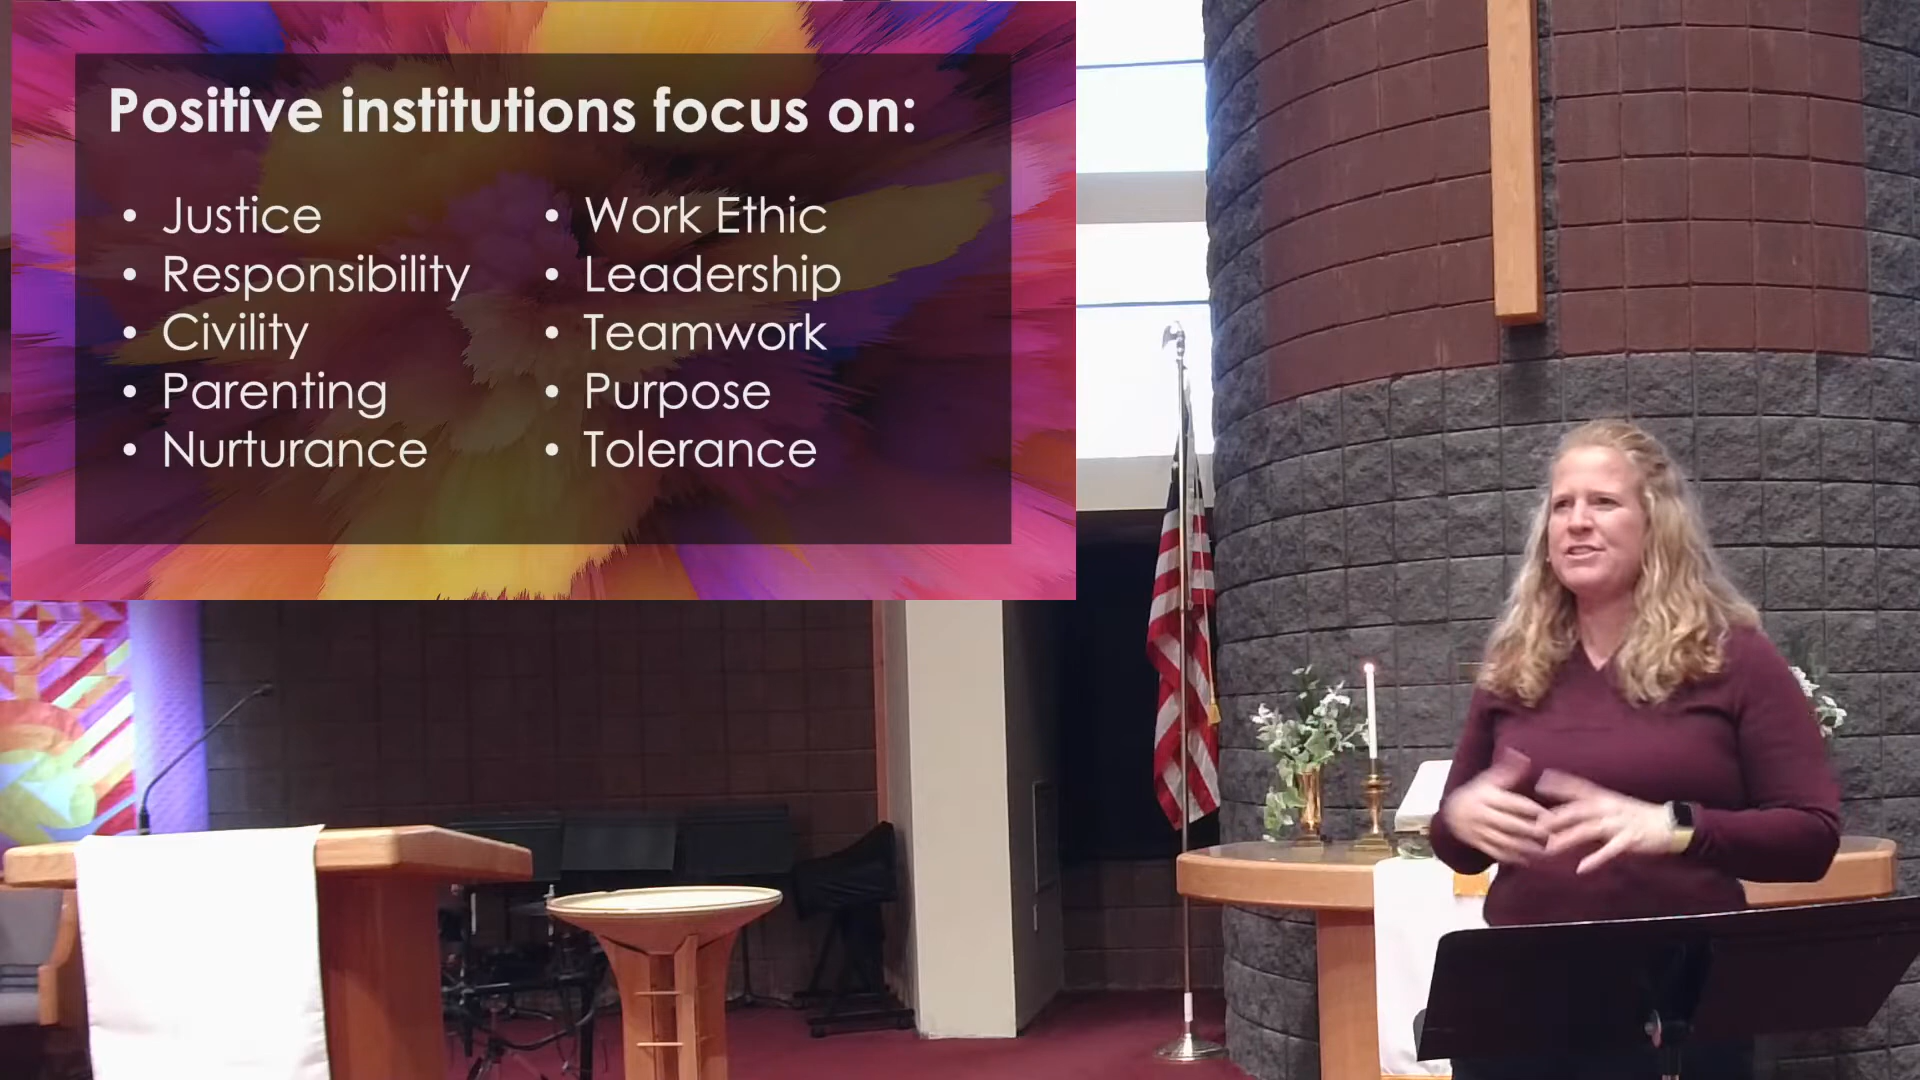 Positive institutions focus on:
• Justice
• Responsibility
• Civility
• Parenting
• Nurturance
• Work Ethic
• Leadership
• Teamwork
• Purpose
• Tolerance